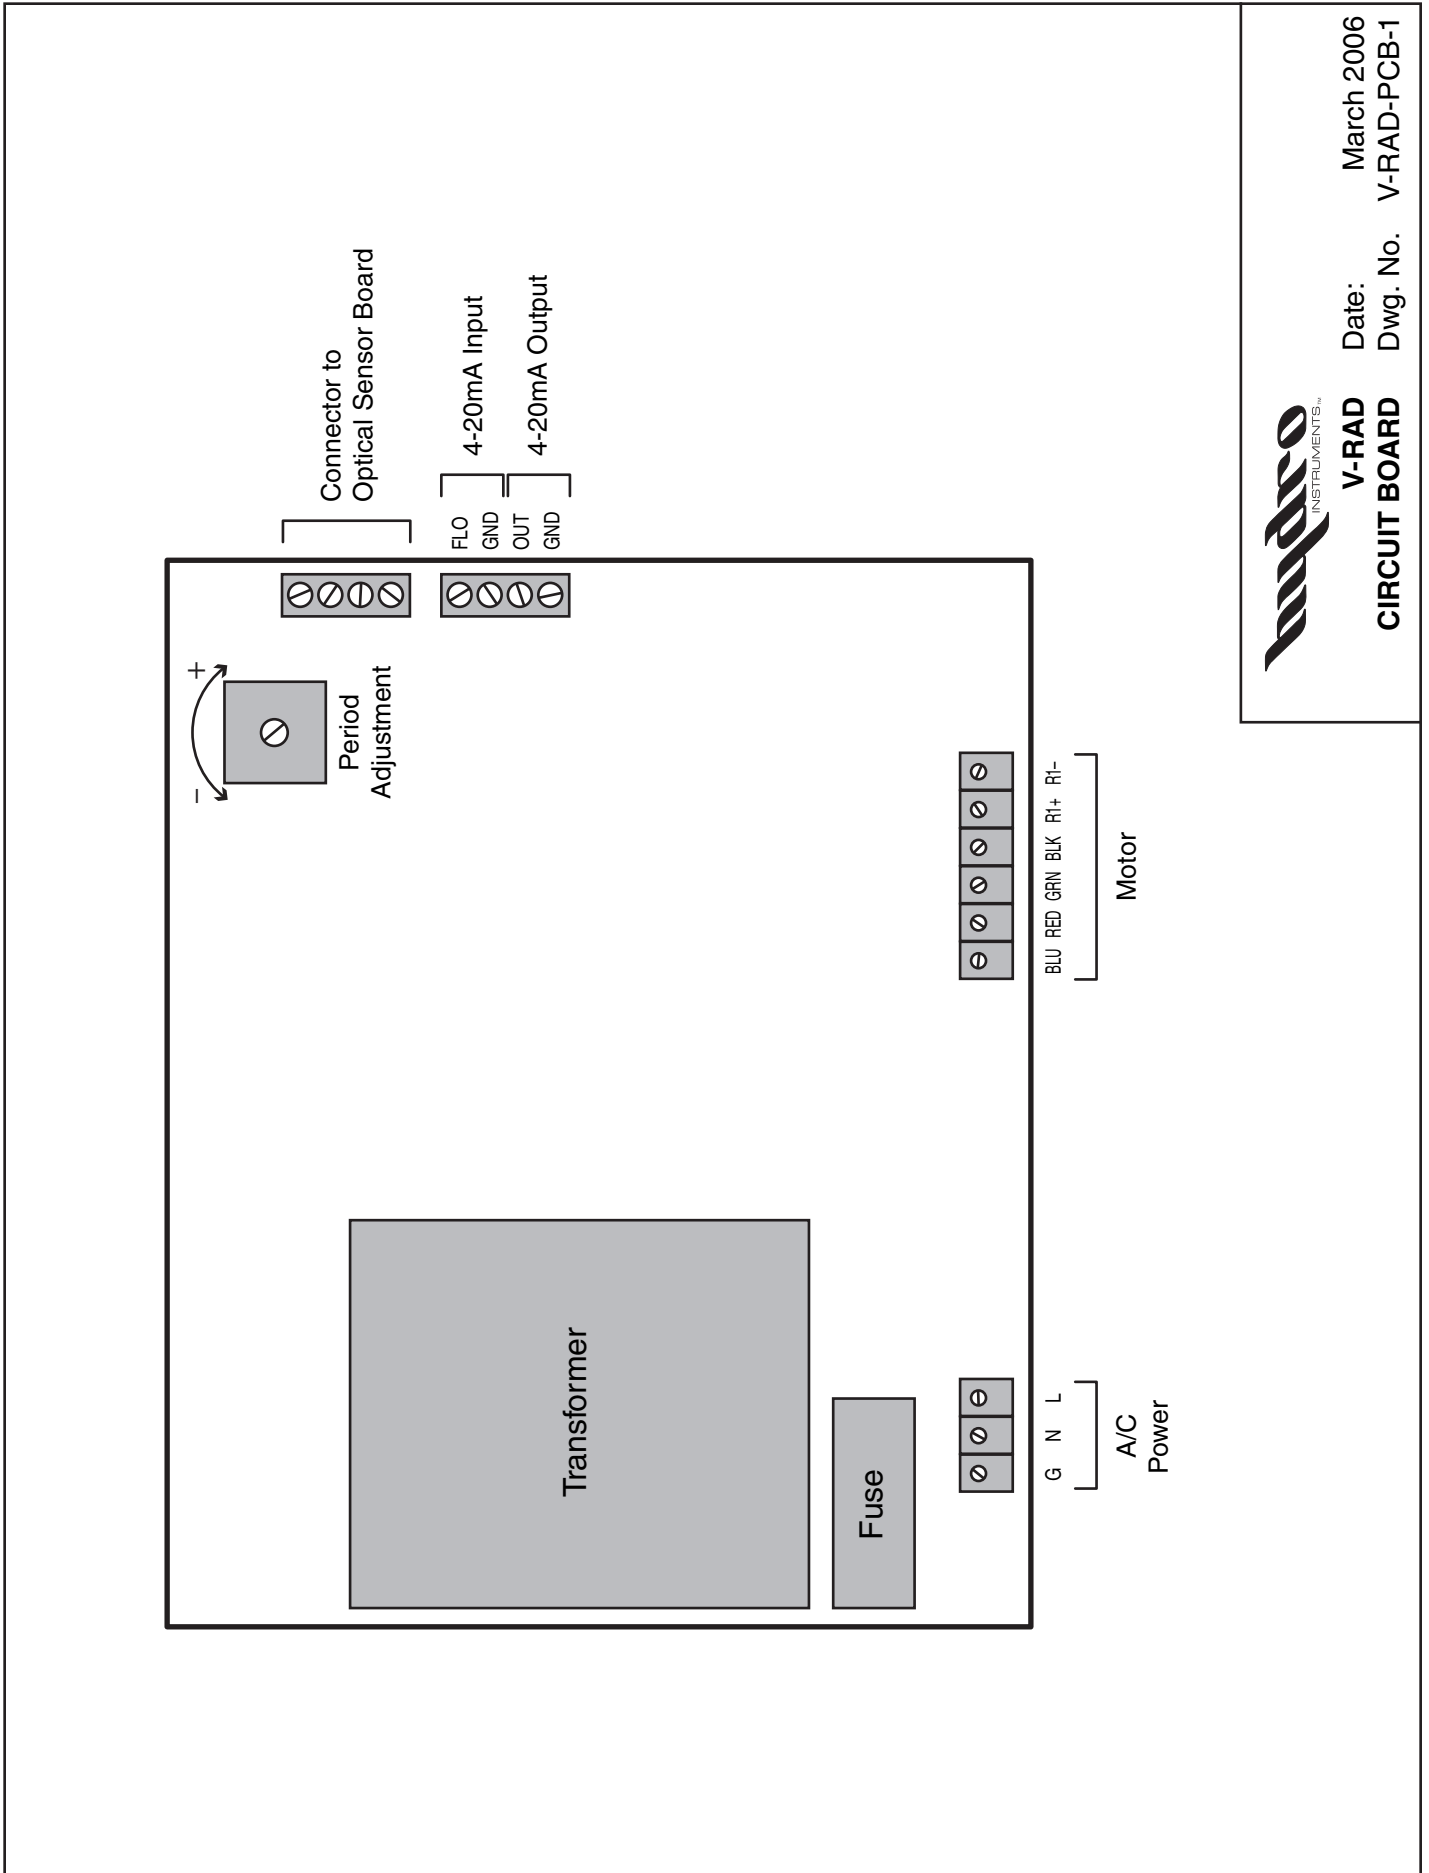 Period
Adjustment
−
+
Connector to
Optical Sensor Board
FLO
GND
OUT
GND
4-20mA Input
4-20mA Output
Transformer
Fuse
G N L
A/C
Power
BLU RED GRN BLK R1+ R1−
Motor
hydro
INSTRUMENTS™
V-RAD
CIRCUIT BOARD
Date: March 2006
Dwg. No. V-RAD-PCB-1